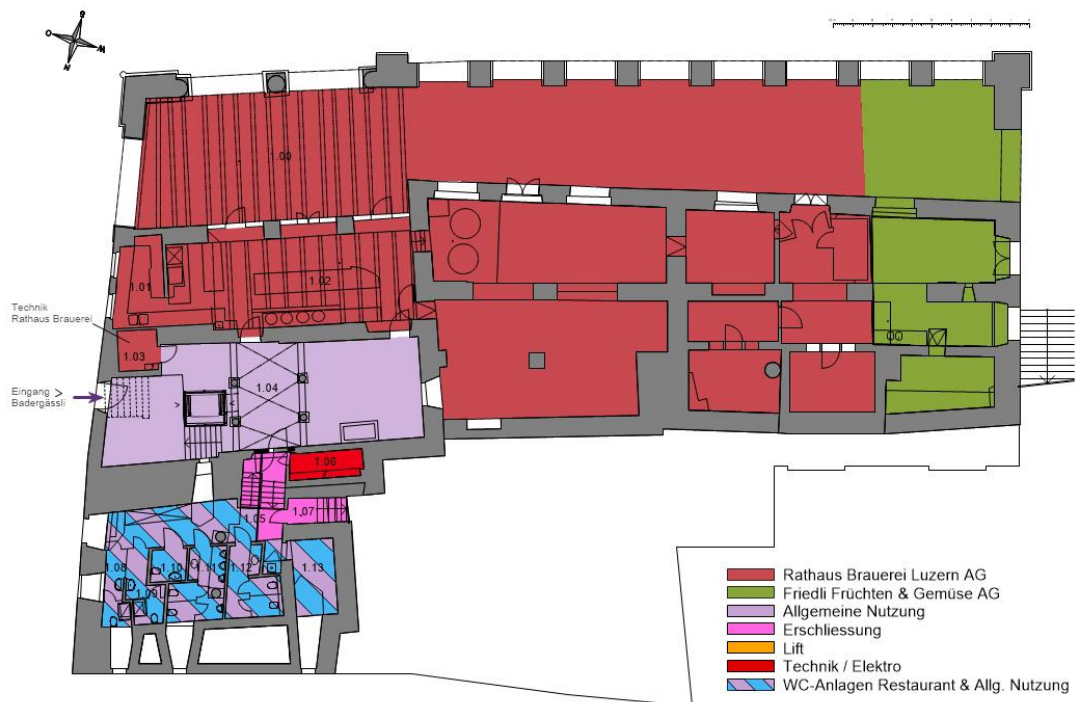 O
W
N
1.00
1.01
1.02
Technik
Rathaus Brauerei
1.03
1.04
Eingang >
Badergässli
1.06
1.05
1.07
1.08
1.10
1.11
1.12
1.13
1.09
Rathaus Brauerei Luzern AG
Friedli Früchten & Gemüse AG
Allgemeine Nutzung
Erschliessung
Lift
Technik / Elektro
WC-Anlagen Restaurant & Allg. Nutzung